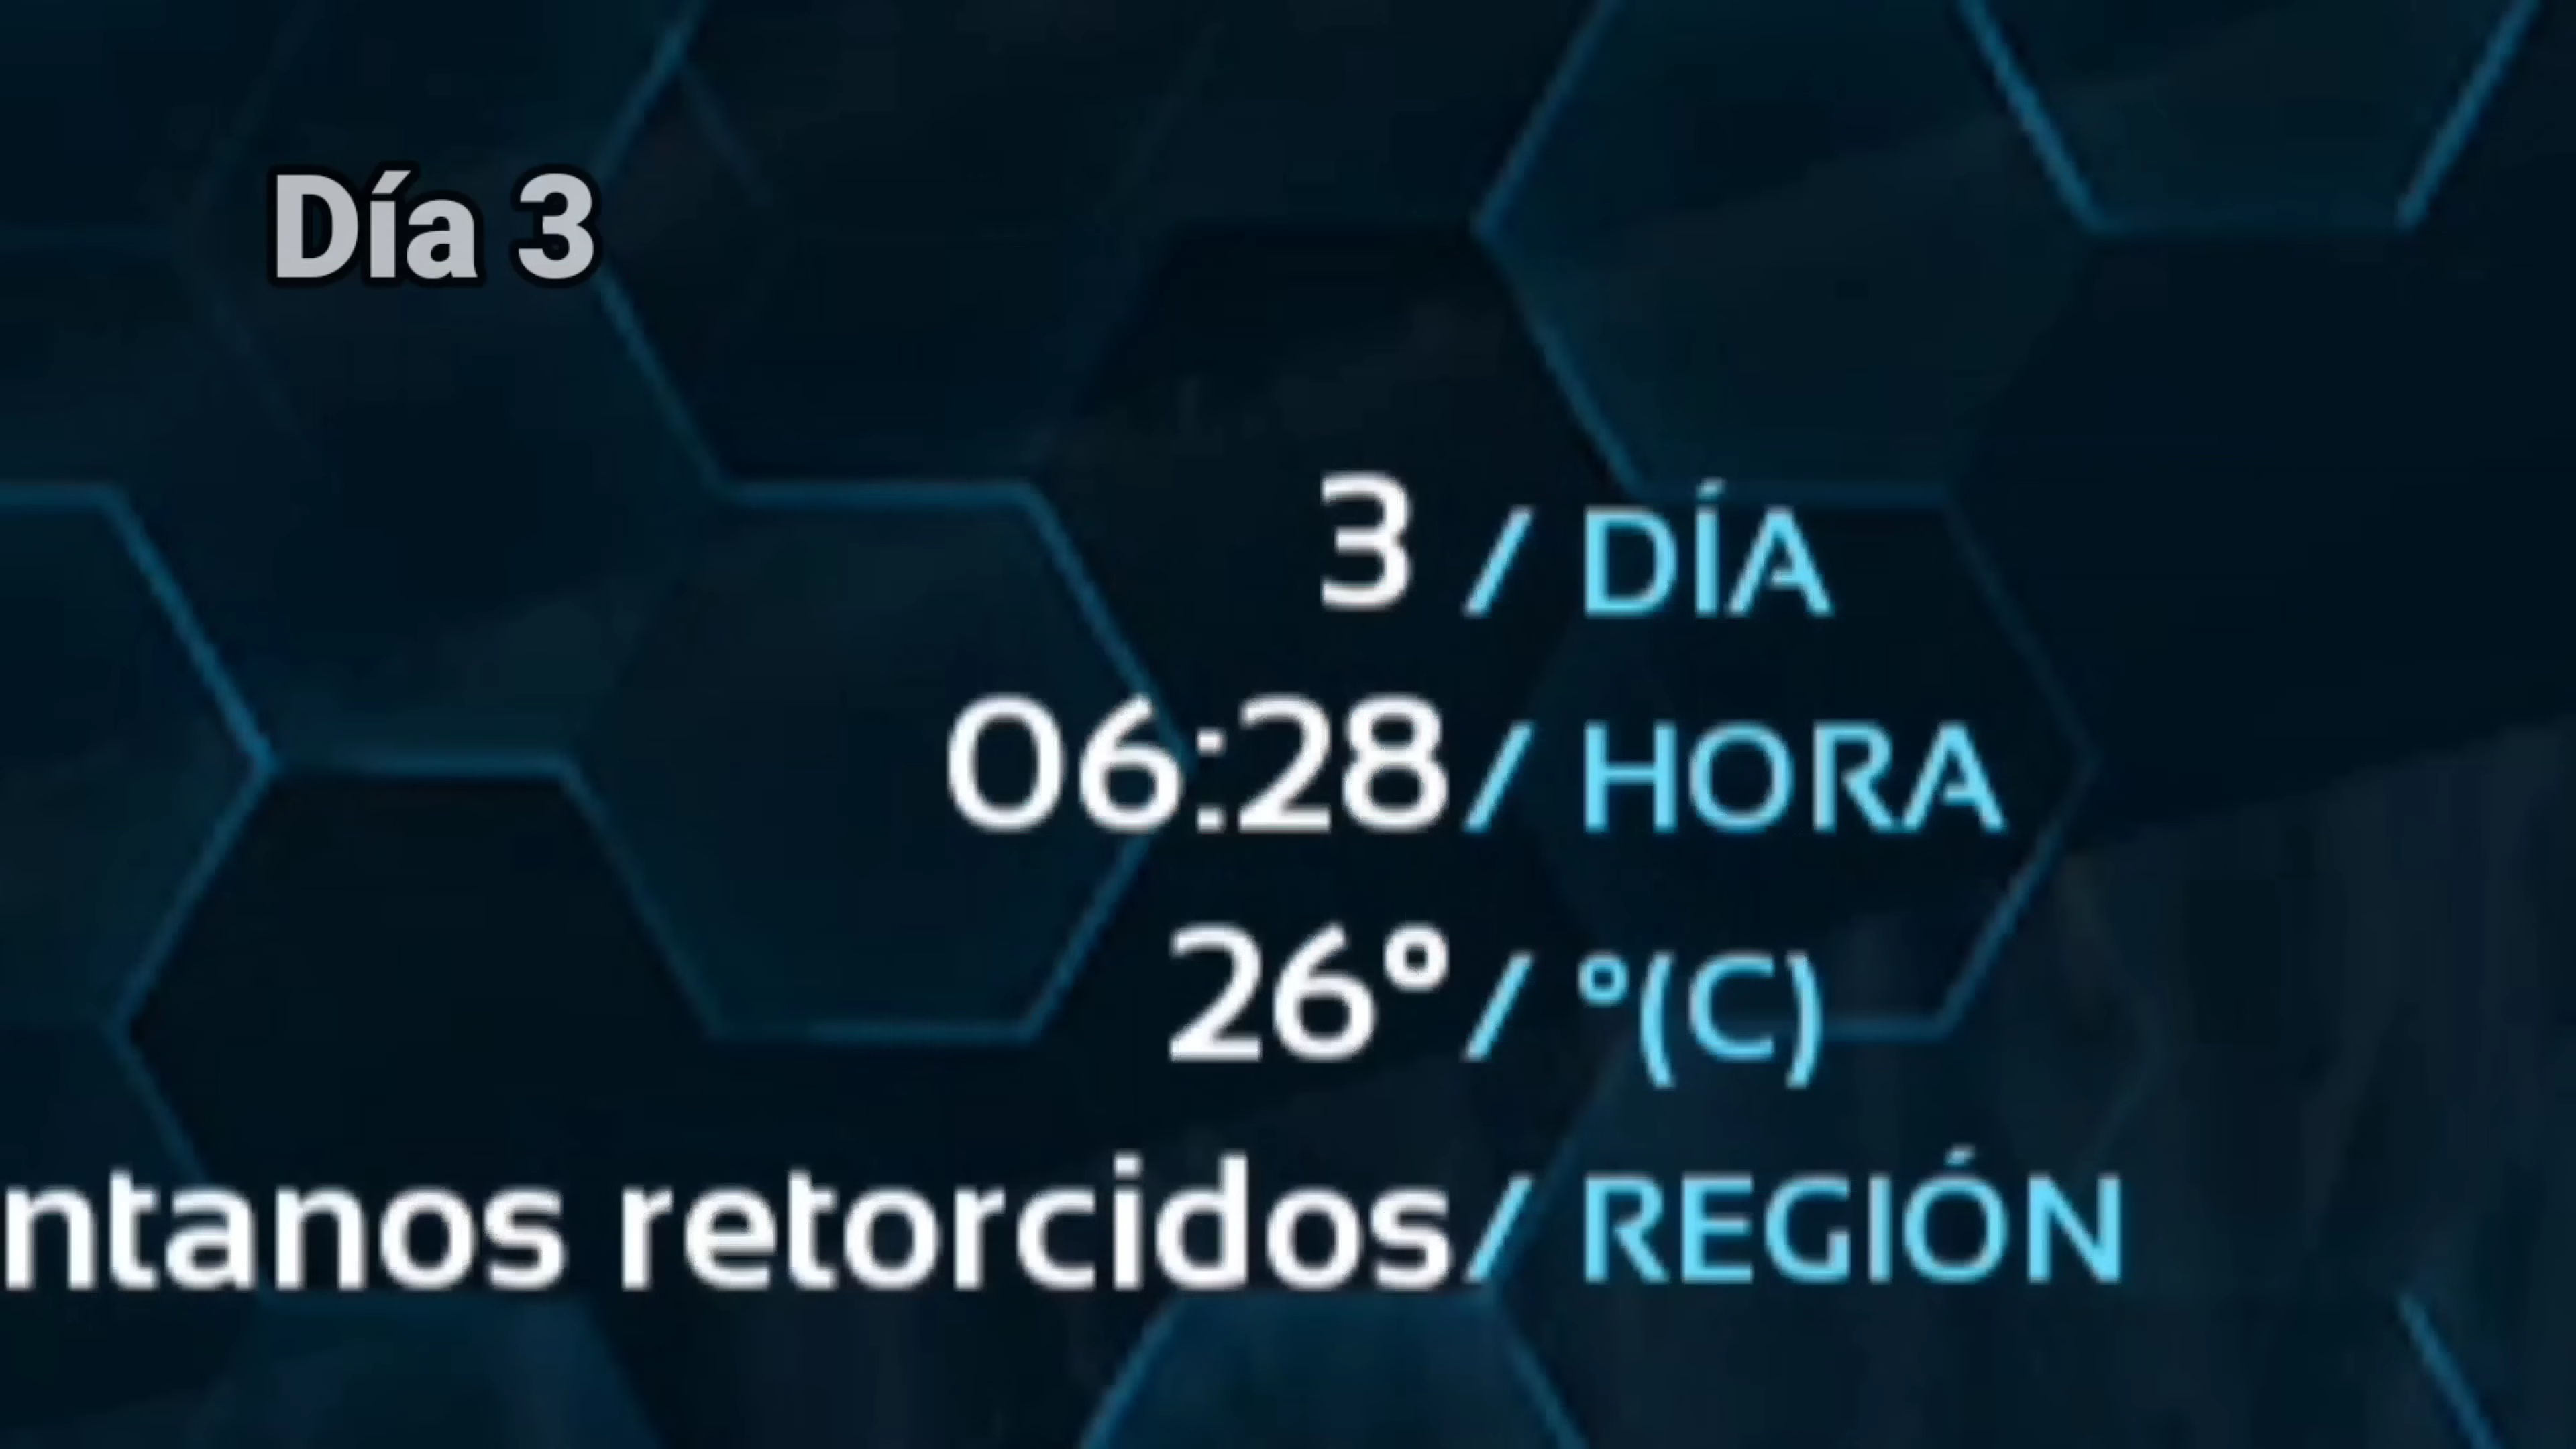 Día 3
3 / DÍA
06:28 / HORA
26° / °(C)
ntanos retorcidos / REGIÓN